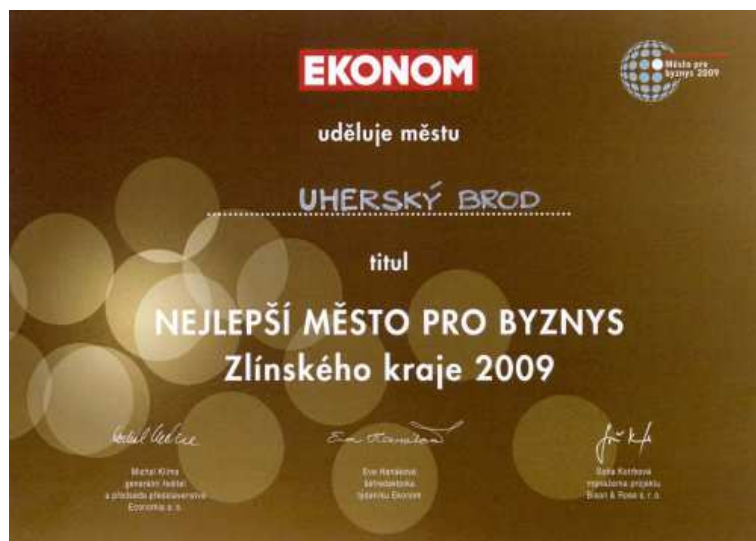 EKONOM
Město pro
byznys 2009
uděluje městu
UHERSKÝ BROD
titul
NEJLEPŠÍ MĚSTO PRO BYZNYS
Zlínského kraje 2009
Michal Klíma
generální ředitel
a předseda představenstva
Economia a. s.
Eva Hanáková
šéfredaktorka
týdeníku Ekonom
Kotrbová
manažerka projektu
Bison & Rose s. r. o.